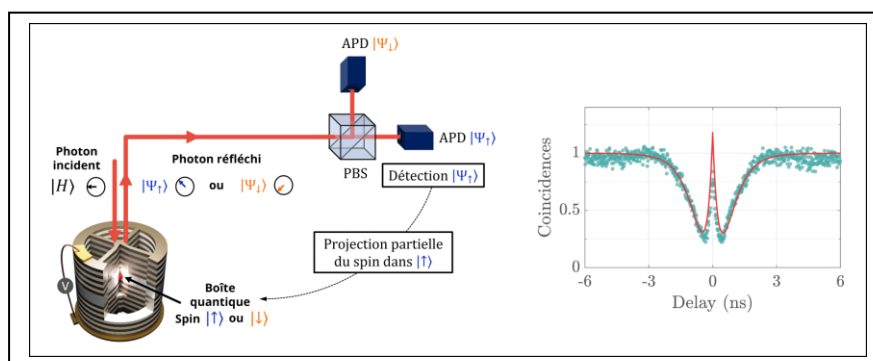 APD |Ψ↓⟩
APD |Ψ↑⟩
PBS
Photon
incident
|H⟩
Photon réfléchi
|Ψ↑⟩ ou |Ψ↓⟩
Détection |Ψ↑⟩
Projection partielle
du spin dans |↑⟩
V
Boîte
quantique
Spin |↑⟩ ou |↓⟩
Coincidences
1
0.5
0
-6 -3 0 3 6
Delay (ns)